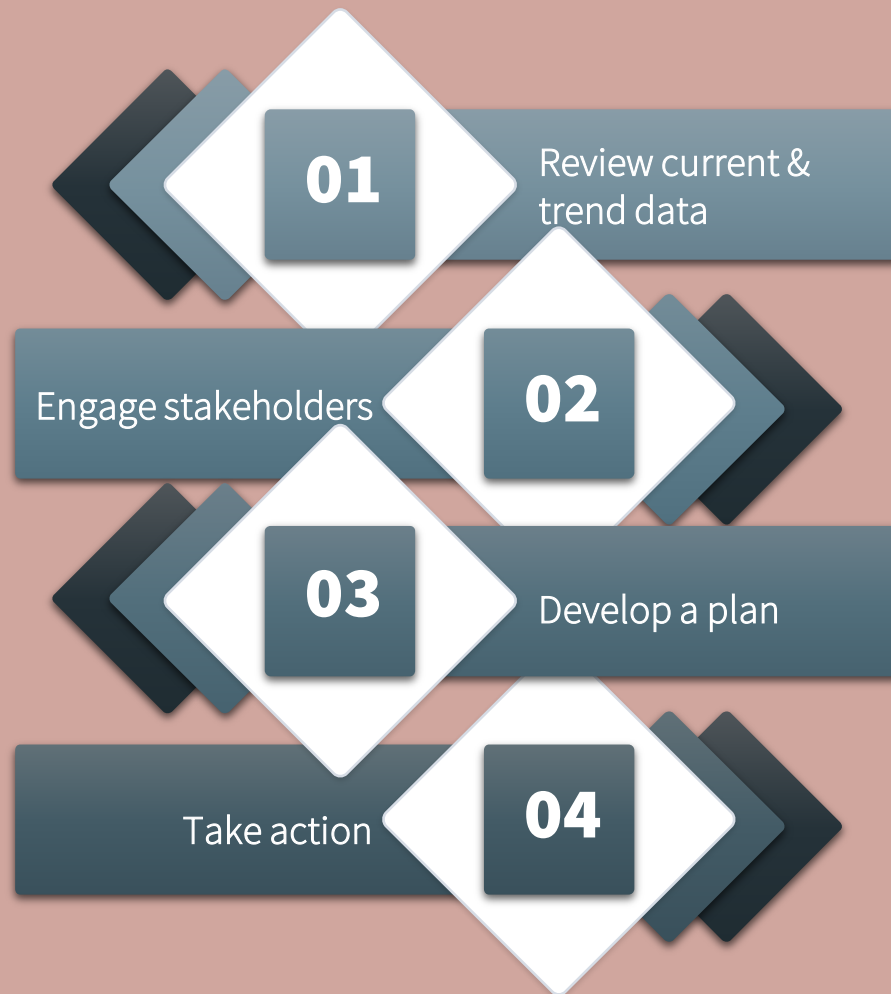 01
Review current &
trend data
Engage stakeholders
02
03
Develop a plan
Take action
04